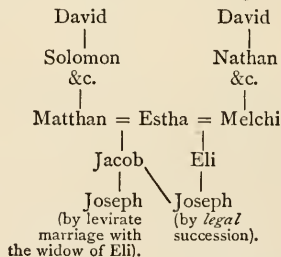 David David
Solomon Nathan
&c. &c.
Matthan = Estha = Melchi
Jacob Eli
Joseph Joseph
(by levirate (by legal
marriage with succession).
the widow of Eli).